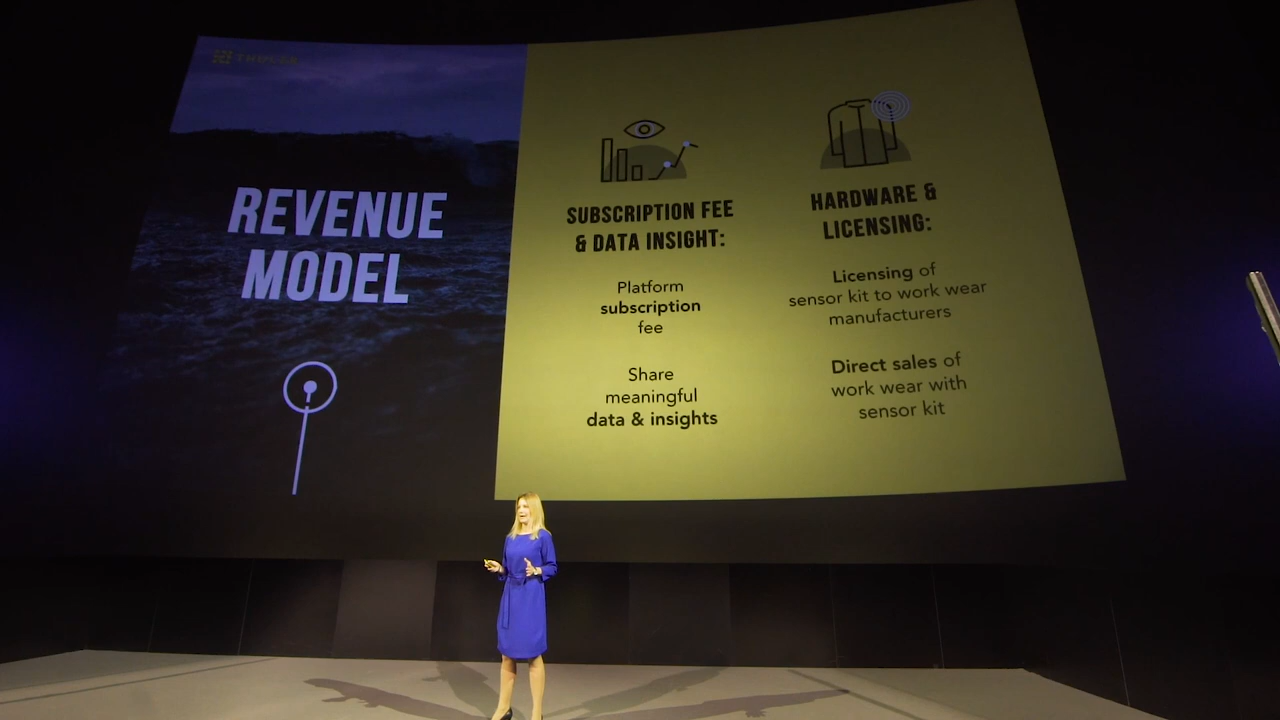 REVENUE
MODEL
SUBSCRIPTION FEE
& DATA INSIGHT:
Platform
subscription
fee
Share
meaningful
data & insights
HARDWARE &
LICENSING:
Licensing of
sensor kit to work wear
manufacturers
Direct sales of
work wear with
sensor kit